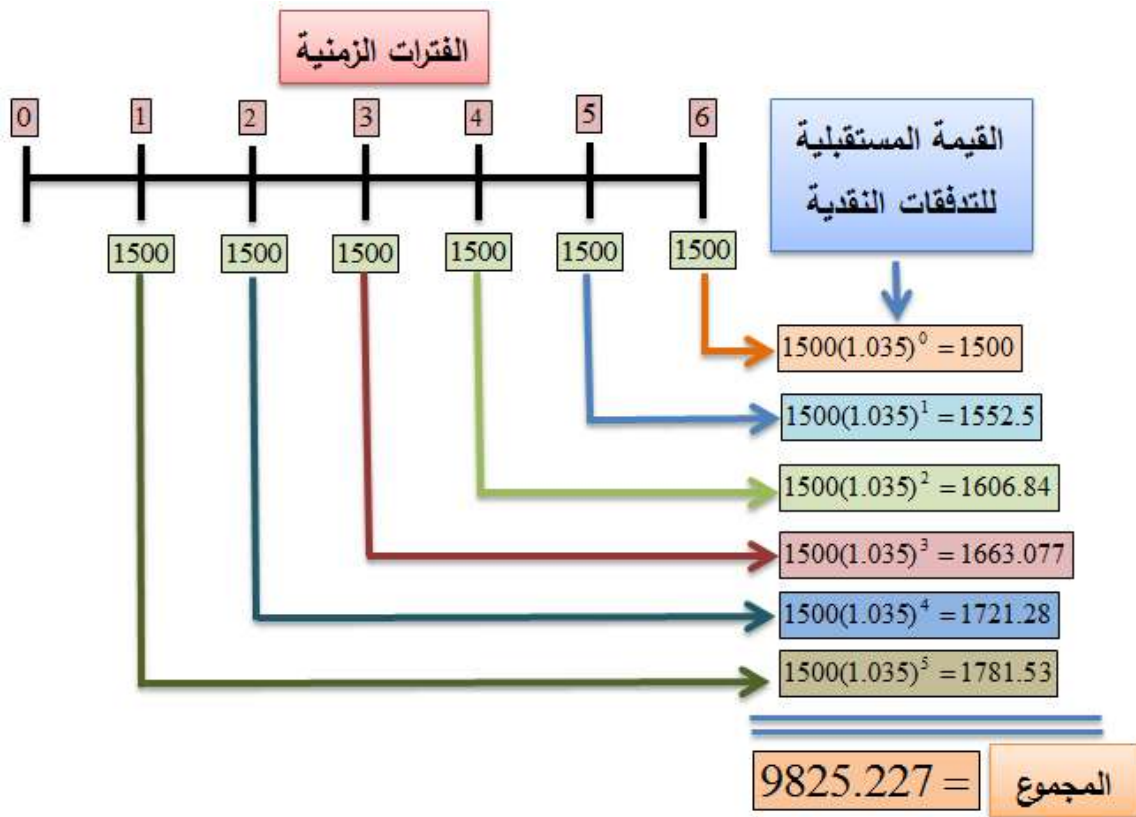 الفترات الزمنية
0 1 2 3 4 5 6
القيمة المستقبلية
للتدفقات النقدية
1500 1500 1500 1500 1500 1500
1500(1.035)^0 = 1500
1500(1.035)^1 = 1552.5
1500(1.035)^2 = 1606.84
1500(1.035)^3 = 1663.077
1500(1.035)^4 = 1721.28
1500(1.035)^5 = 1781.53
9825.227 = المجموع